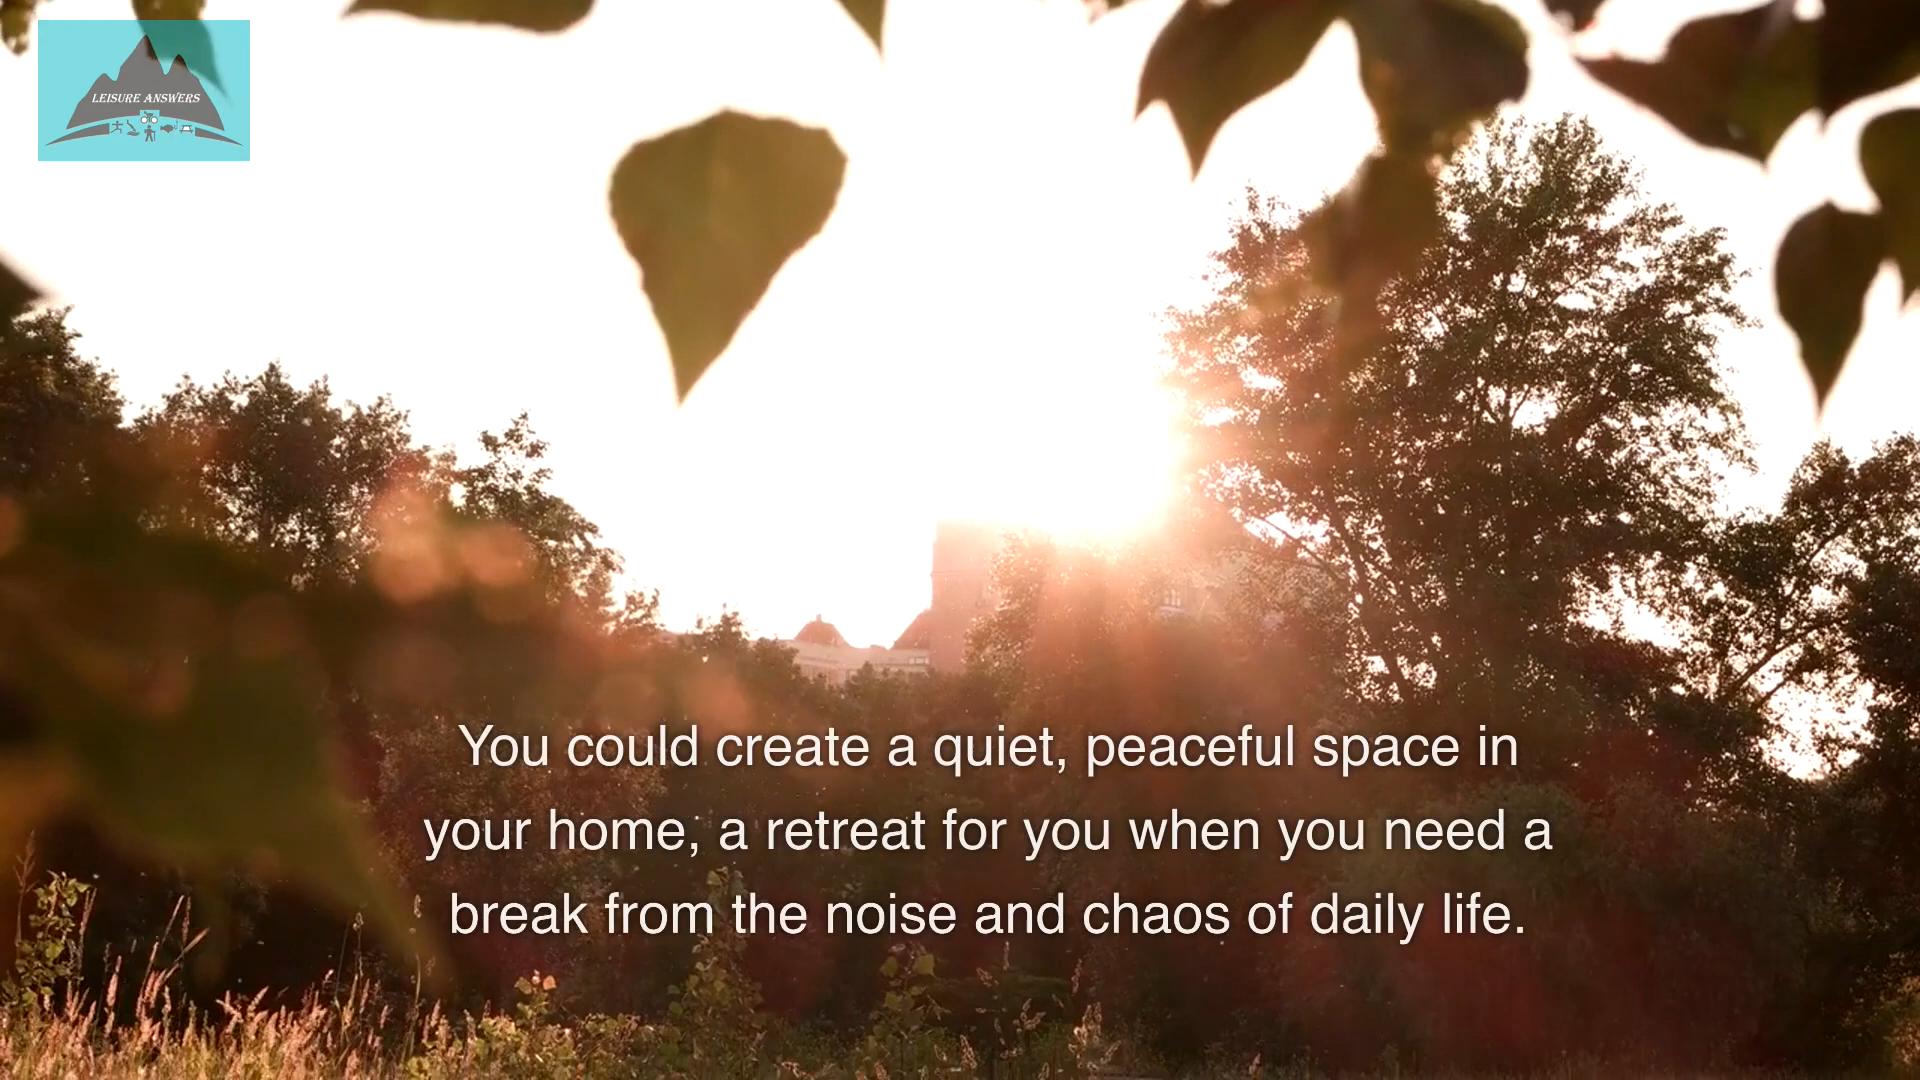 LEISURE ANSWERS
You could create a quiet, peaceful space in
your home, a retreat for you when you need a
break from the noise and chaos of daily life.